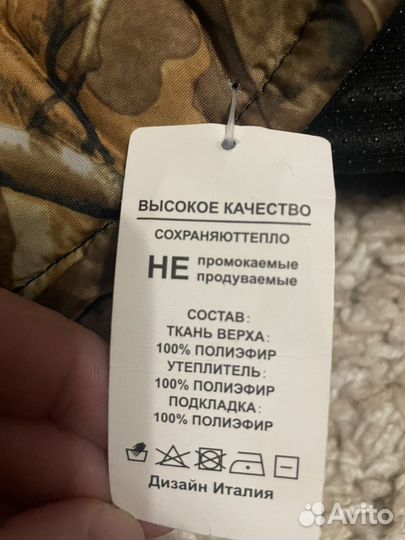 ВЫСОКОЕ КАЧЕСТВО
СОХРАНЯЮТТЕПЛО
НЕ промокаемые
продуваемые
СОСТАВ:
ТКАНЬ ВЕРХА:
100% ПОЛИЭФИР
УТЕПЛИТЕЛЬ:
100% ПОЛИЭФИР
ПОДКЛАДКА:
100% ПОЛИЭФИР
Дизайн Италия
Avito